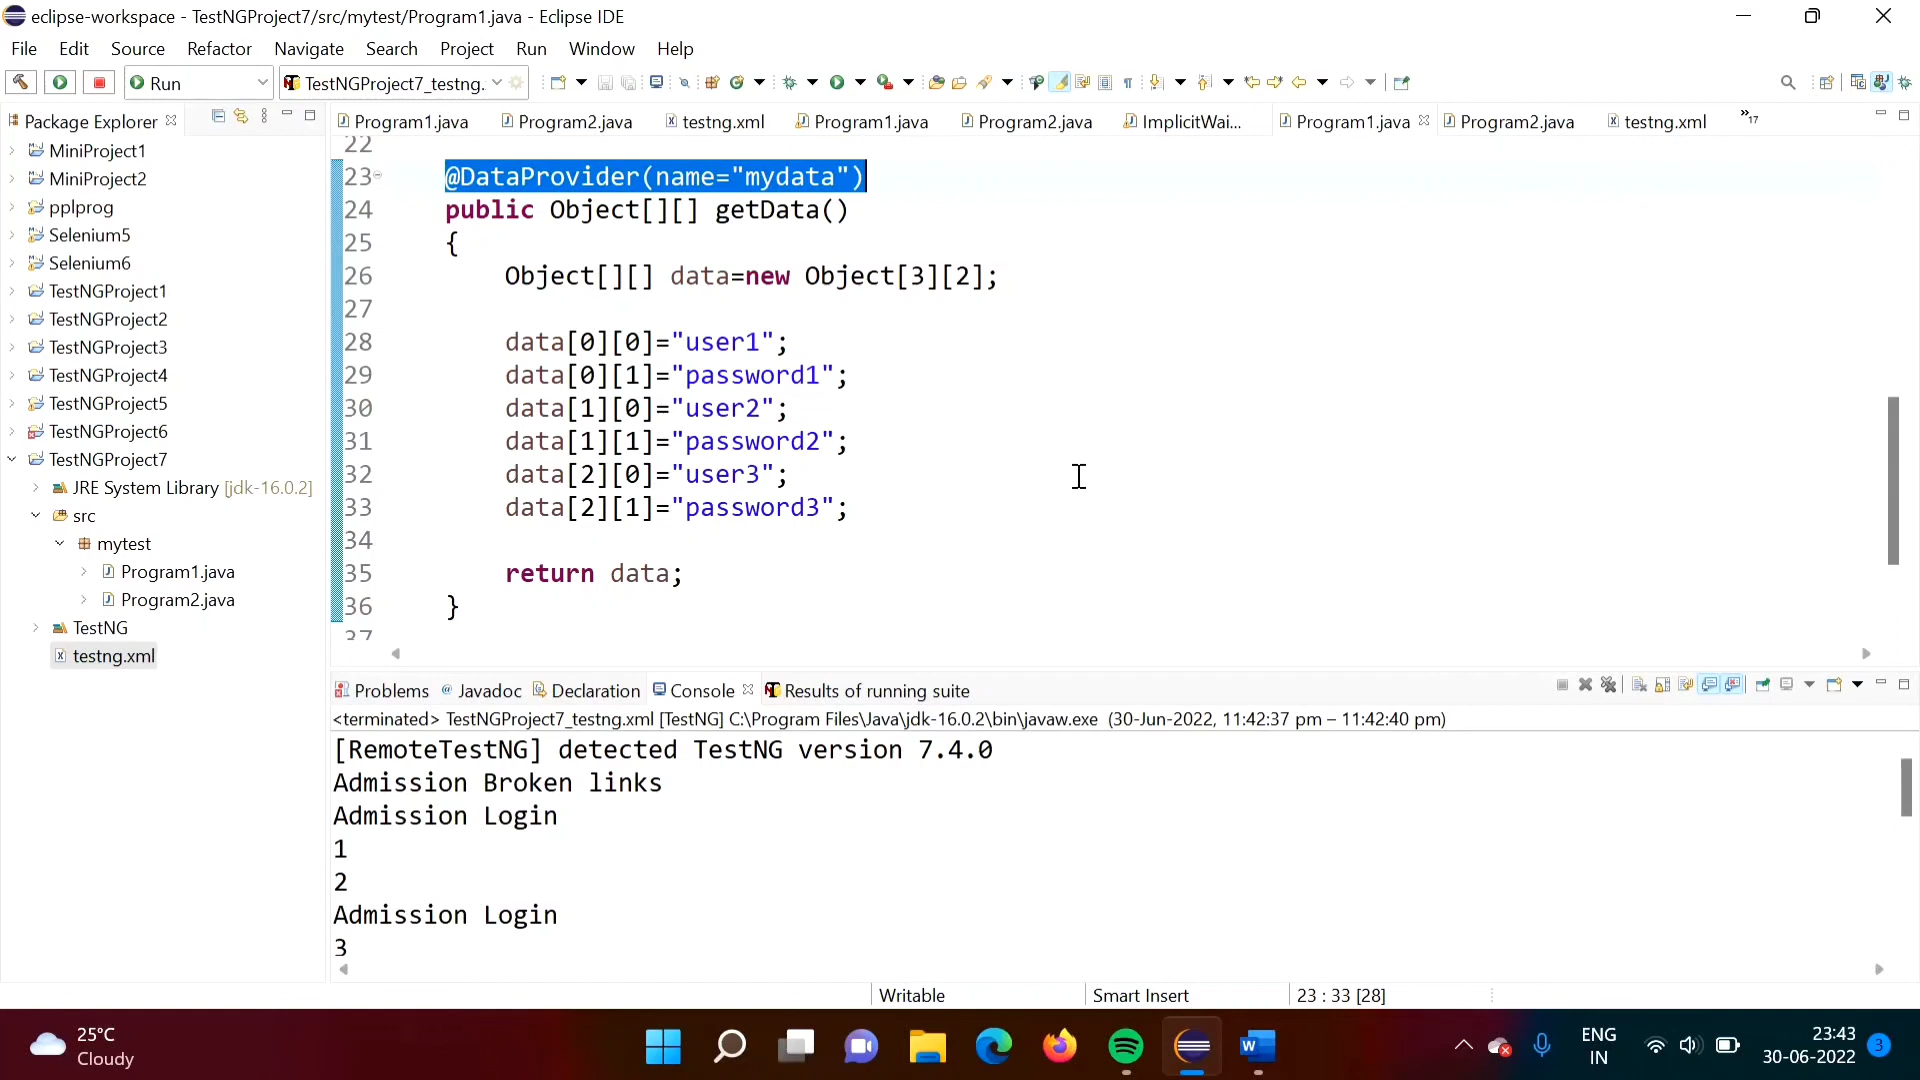 eclipse-workspace - TestNGProject7/src/mytest/Program1.java - Eclipse IDE
File Edit Source Refactor Navigate Search Project Run Window Help
Run TestNGProject7_testng.
Package Explorer
MiniProject1
MiniProject2
pplprog
Selenium5
Selenium6
TestNGProject1
TestNGProject2
TestNGProject3
TestNGProject4
TestNGProject5
TestNGProject6
TestNGProject7
JRE System Library [jdk-16.0.2]
src
mytest
Program1.java
Program2.java
TestNG
testng.xml
Program1.java Program2.java testng.xml Program1.java Program2.java ImplicitWai... Program1.java Program2.java testng.xml »17
22
23 @DataProvider(name="mydata")
24 public Object[][] getData()
25 {
26 Object[][] data=new Object[3][2];
27
28 data[0][0]="user1";
29 data[0][1]="password1";
30 data[1][0]="user2";
31 data[1][1]="password2";
32 data[2][0]="user3";
33 data[2][1]="password3";
34
35 return data;
36 }
37
Problems @ Javadoc Declaration Console Results of running suite
<terminated> TestNGProject7_testng.xml [TestNG] C:\Program Files\Java\jdk-16.0.2\bin\javaw.exe (30-Jun-2022, 11:42:37 pm – 11:42:40 pm)
[RemoteTestNG] detected TestNG version 7.4.0
Admission Broken links
Admission Login
1
2
Admission Login
3
Writable Smart Insert 23 : 33 [28]
25°C
Cloudy
ENG
IN
23:43
30-06-2022
3